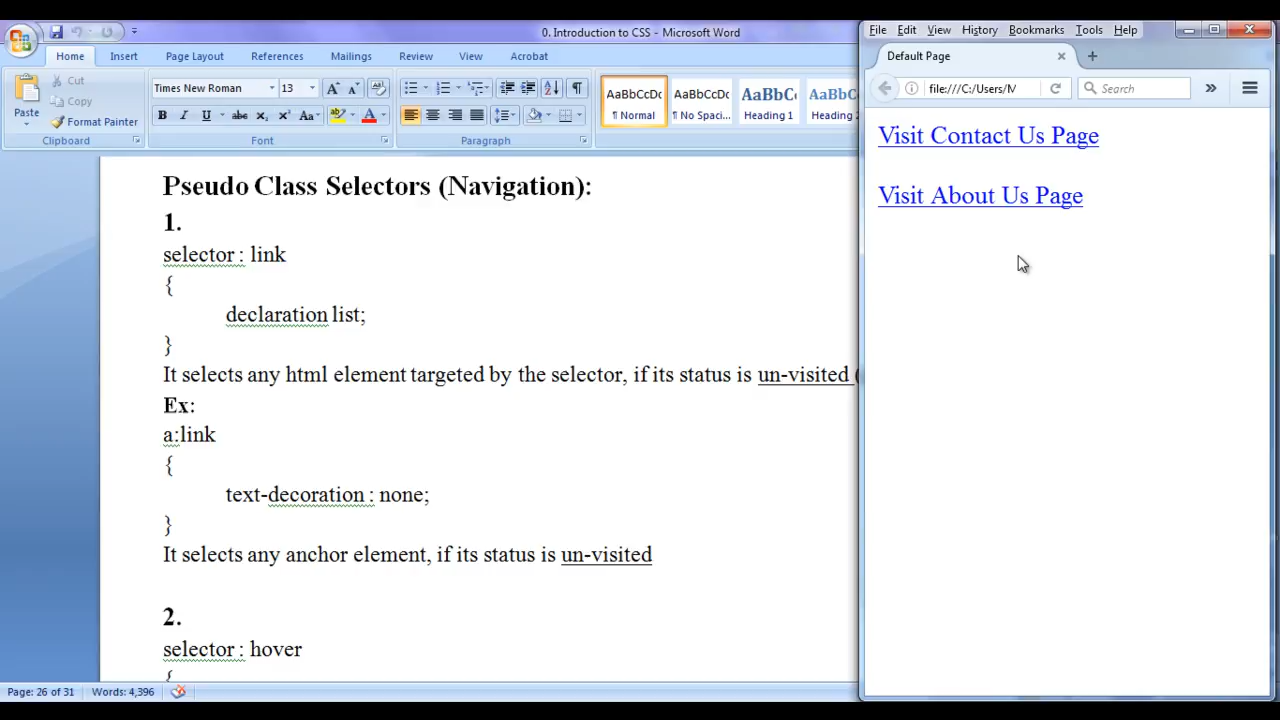 0. Introduction to CSS - Microsoft Word
Home Insert Page Layout References Mailings Review View Acrobat
Paste
Cut
Copy
Format Painter
Clipboard
Times New Roman 13
Font
Paragraph
AaBbCcDc AaBbCcDc AaBbC AaBbCc
¶ Normal ¶ No Spaci... Heading 1 Heading 2
Pseudo Class Selectors (Navigation):
1.
selector : link
{
declaration list;
}
It selects any html element targeted by the selector, if its status is un-visited (
Ex:
a:link
{
text-decoration : none;
}
It selects any anchor element, if its status is un-visited
2.
selector : hover
{
Page: 26 of 31 Words: 4,396
File Edit View History Bookmarks Tools Help
Default Page
file:///C:/Users/M Search
Visit Contact Us Page
Visit About Us Page